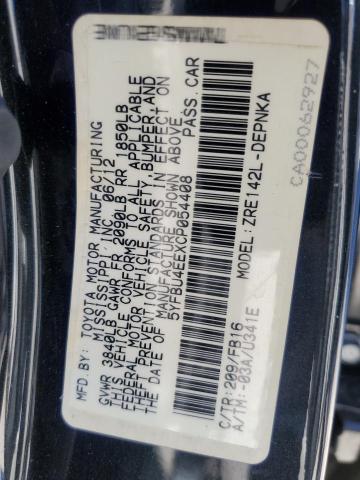 MFD. BY: TOYOTA MOTOR MANUFACTURING
MISSISSIPPI INC. 06/12
GVWR 3840LB GAWR FR 2090LB RR 1850LB
THIS VEHICLE CONFORMS TO ALL APPLICABLE
FEDERAL MOTOR VEHICLE SAFETY, BUMPER, AND
THEFT PREVENTION STANDARDS IN EFFECT ON
THE DATE OF MANUFACTURE SHOWN ABOVE.
5YFBU4EEXCP054408 PASS. CAR
C/TR: 209/FB16 MODEL: ZRE142L-DEPNKA
A/TM: -03A/U341E
CA00062927